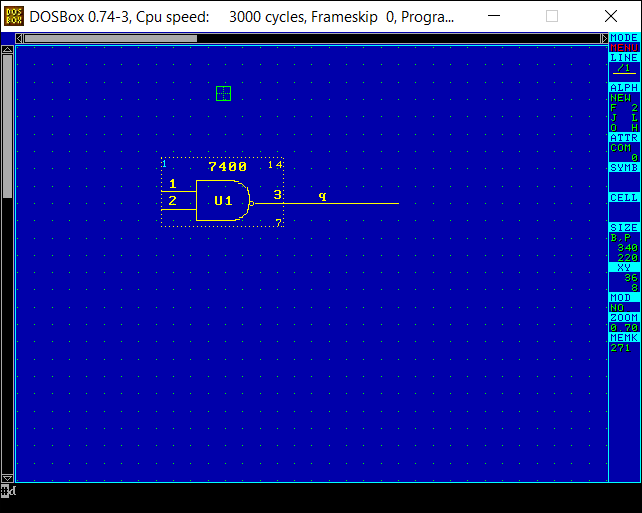 DOSBox 0.74-3, Cpu speed: 3000 cycles, Frameskip 0, Progra...
MODE
MENU
LINE
/1
ALPH
NEW
F 2
J L
O H
ATTR
COM
0
SYMB
CELL
SIZE
B,P
340
220
XY
36
8
MOD
NO
ZOOM
0.70
MEMK
271
1 7400 14
1
2 U1 3 q
7
d